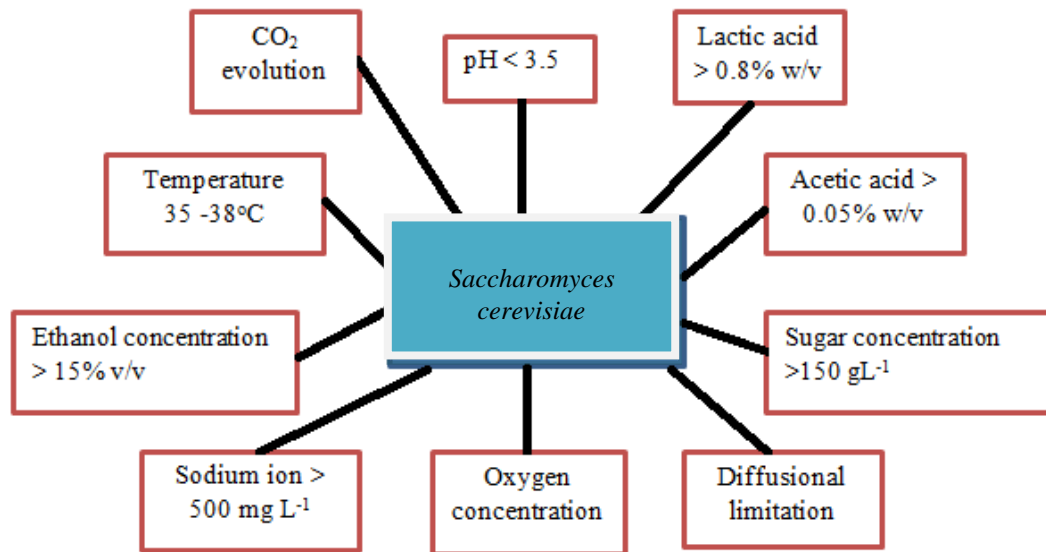 CO₂
evolution
pH < 3.5
Lactic acid
> 0.8% w/v
Temperature
35 -38°C
Acetic acid >
0.05% w/v
Saccharomyces
cerevisiae
Ethanol concentration
> 15% v/v
Sugar concentration
>150 gL⁻¹
Sodium ion >
500 mg L⁻¹
Oxygen
concentration
Diffusional
limitation